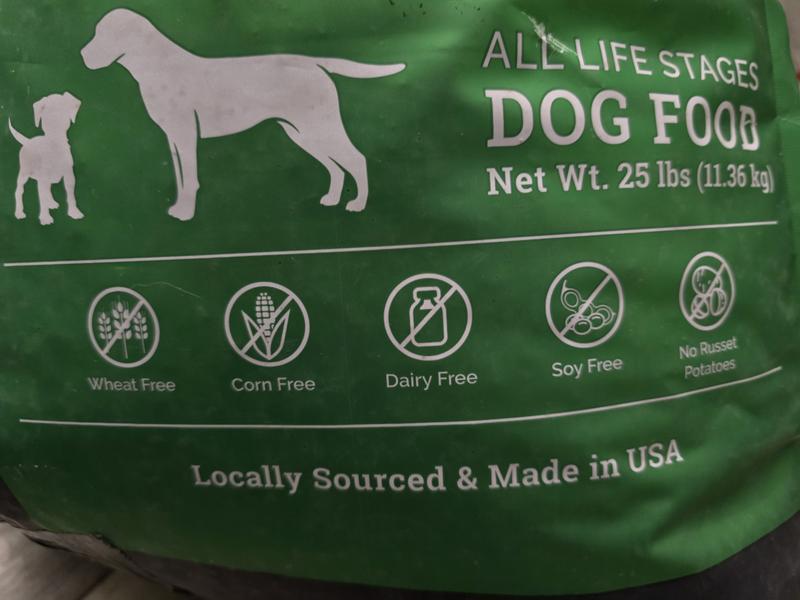 ALL LIFE STAGES
DOG FOOD
Net Wt. 25 lbs (11.36 kg)
Wheat Free
Corn Free
Dairy Free
Soy Free
No Russet
Potatoes
Locally Sourced & Made in USA